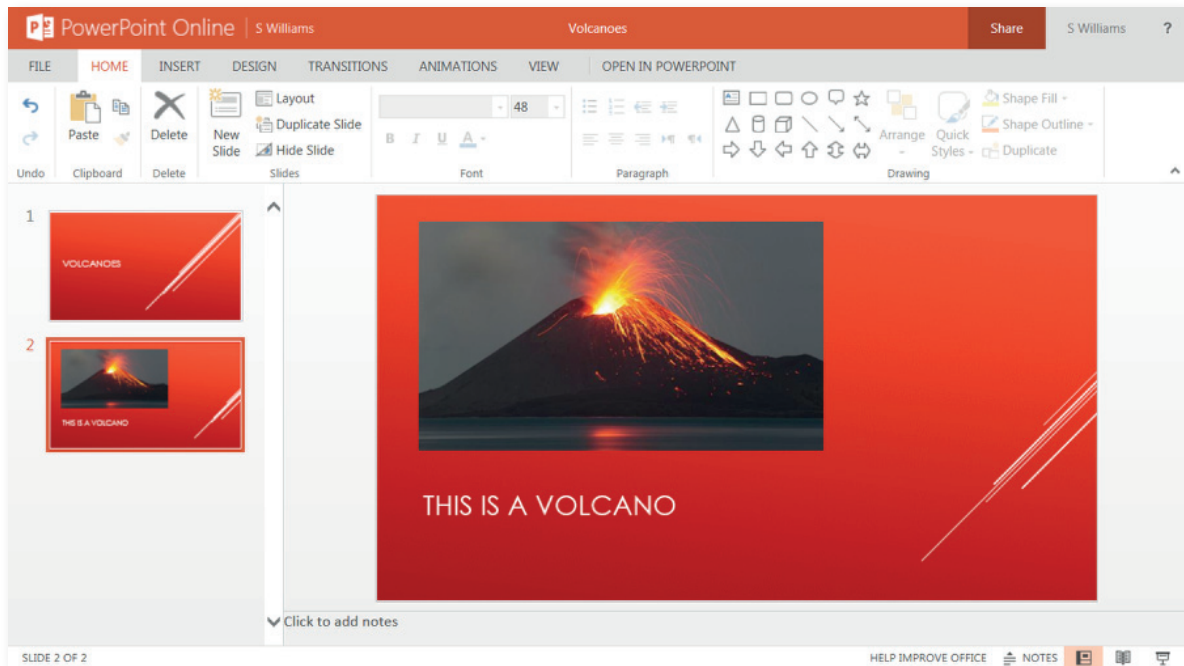 PowerPoint Online | S Williams Volcanoes Share S Williams ?
FILE HOME INSERT DESIGN TRANSITIONS ANIMATIONS VIEW OPEN IN POWERPOINT
Paste
Delete
New Slide
Layout
Duplicate Slide
Hide Slide
48
B I U A
Arrange
Quick Styles
Shape Fill
Shape Outline
Duplicate
Undo Clipboard Delete Slides Font Paragraph Drawing
1
VOLCANOES
2
THIS IS A VOLCANO
THIS IS A VOLCANO
Click to add notes
SLIDE 2 OF 2 HELP IMPROVE OFFICE NOTES